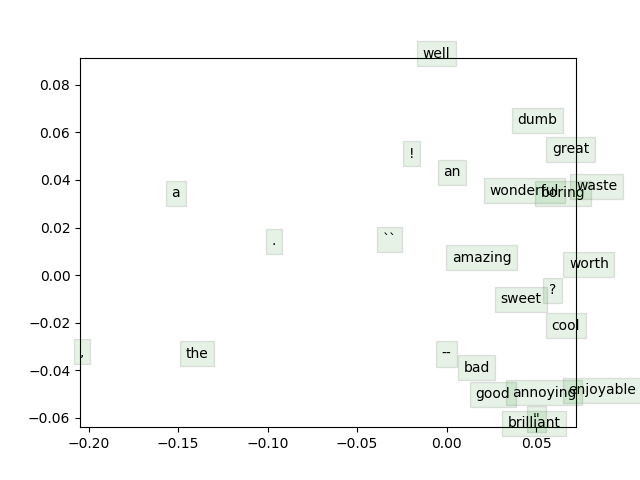 well
0.08
dumb
0.06
great
!
an
0.04
a
wonderful
boring
waste
0.02
.
``
amazing
worth
0.00
?
sweet
−0.02
cool
,
the
--
bad
−0.04
good
annoying
enjoyable
''
brilliant
−0.06
−0.20
−0.15
−0.10
−0.05
0.00
0.05